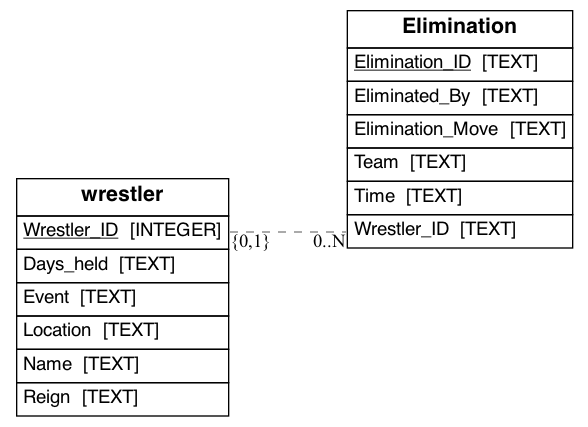 Elimination
Elimination_ID [TEXT]
Eliminated_By [TEXT]
Elimination_Move [TEXT]
Team [TEXT]
Time [TEXT]
Wrestler_ID [TEXT]
wrestler
Wrestler_ID [INTEGER]
Days_held [TEXT]
Event [TEXT]
Location [TEXT]
Name [TEXT]
Reign [TEXT]
{0,1}
0..N